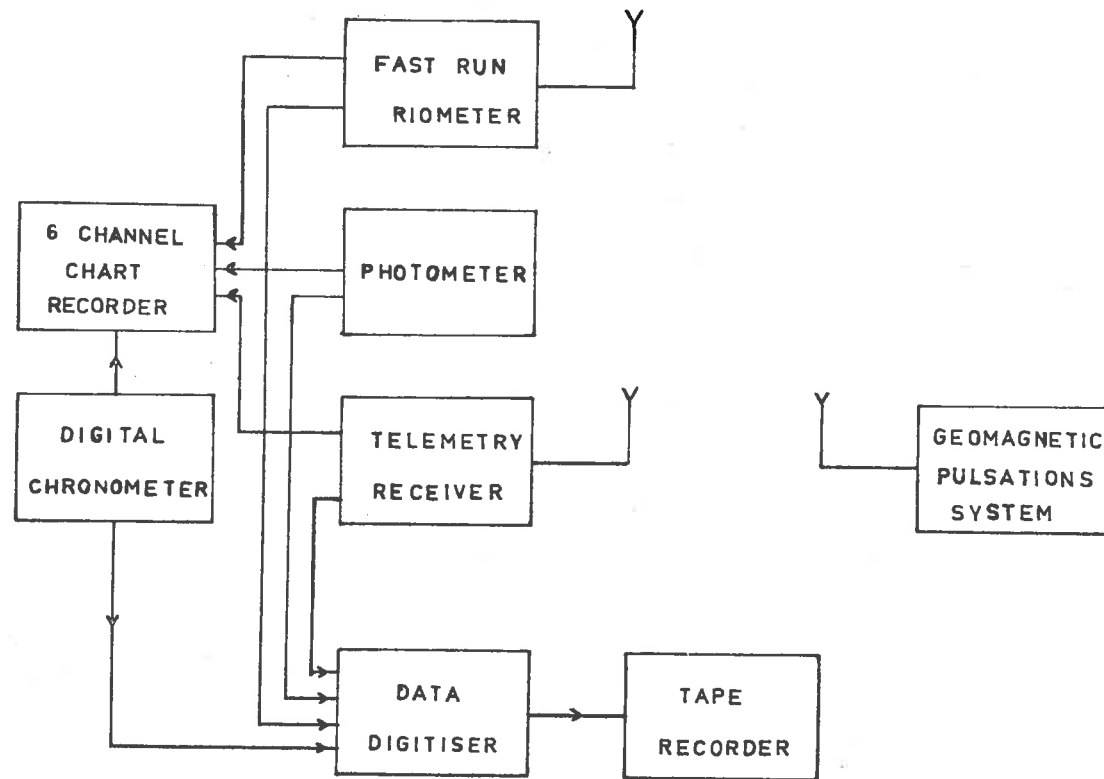 FAST RUN
RIOMETER
6 CHANNEL
CHART
RECORDER
PHOTOMETER
DIGITAL
CHRONOMETER
TELEMETRY
RECEIVER
GEOMAGNETIC
PULSATIONS
SYSTEM
DATA
DIGITISER
TAPE
RECORDER